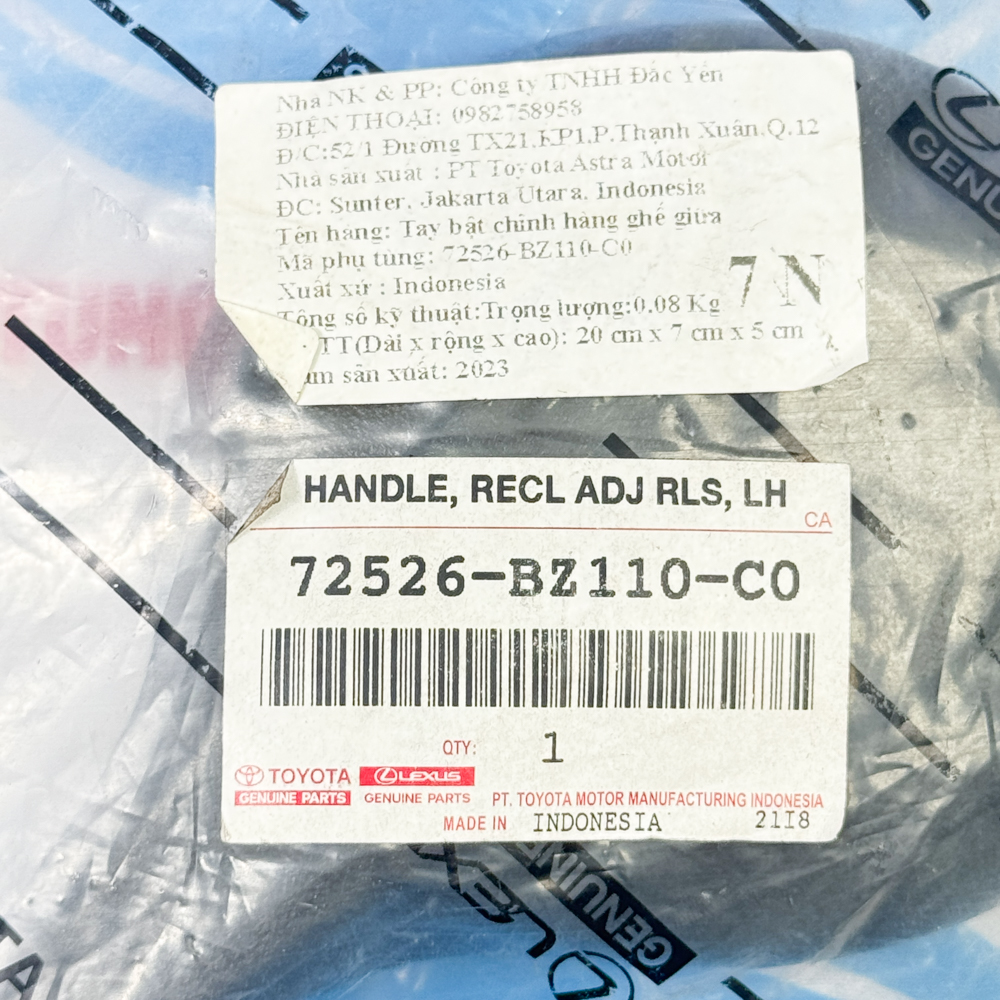 Nhà NK & PP: Công ty TNHH Đắc Yến
ĐIỆN THOẠI: 0982758958
Đ/C:52/1 Đường TX21.KP1.P.Thạnh Xuân.Q.12
Nhà sản xuất : PT Toyota Astra Motor
ĐC: Sunter, Jakarta Utara, Indonesia
Tên hàng: Tay bật chỉnh hàng ghế giữa
Mã phụ tùng: 72526-BZ110-C0
Xuất xứ : Indonesia
7 N
Tông số kỹ thuật:Trọng lượng:0.08 Kg
TT(Dài x rộng x cao): 20 cm x 7 cm x 5 cm
sản xuất: 2023
HANDLE, RECL ADJ RLS, LH
CA
72526-BZ110-C0
QTY: 1
TOYOTA
GENUINE PARTS
LEXUS
GENUINE PARTS
PT. TOYOTA MOTOR MANUFACTURING INDONESIA
MADE IN INDONESIA 21I8